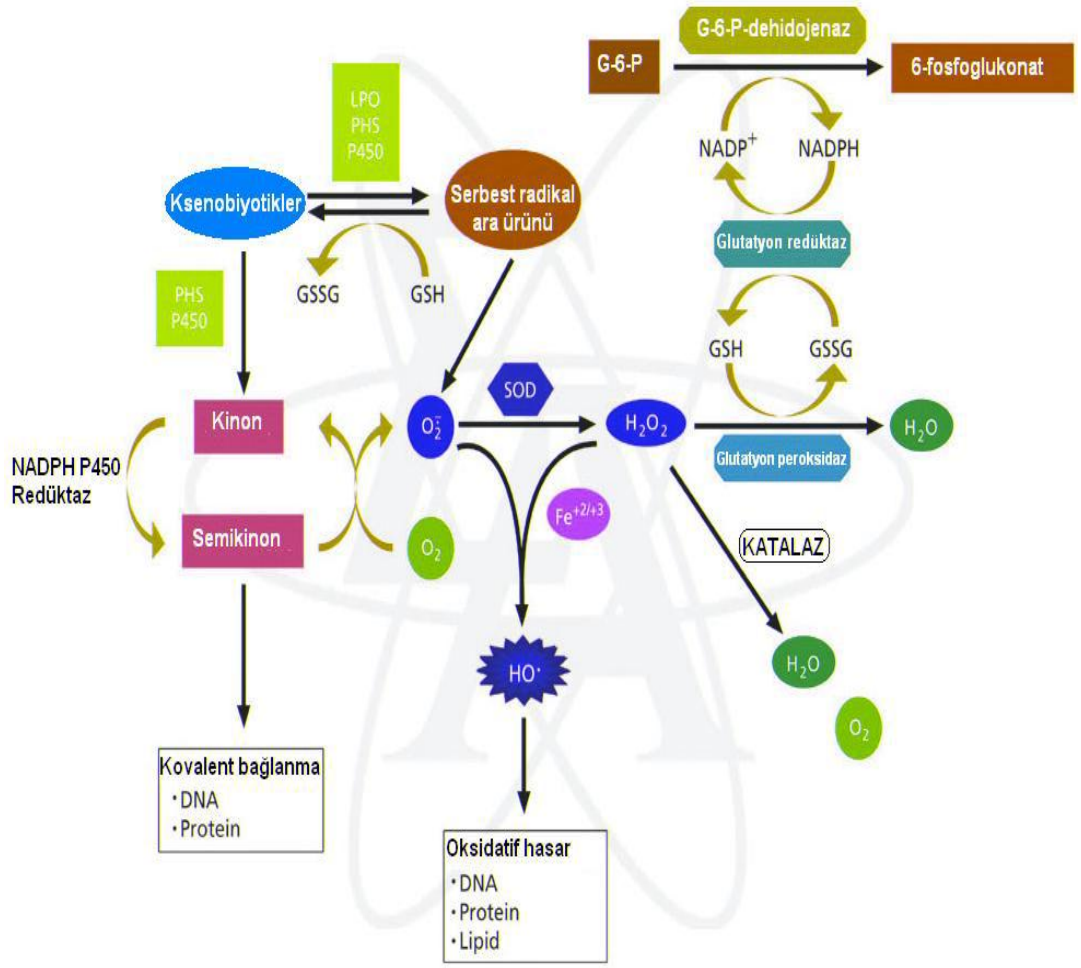 G-6-P-dehidojenaz
G-6-P
6-fosfoglukonat
NADP+
NADPH
LPO
PHS
P450
Ksenobiyotikler
Serbest radikal
ara ürünü
GSSG
GSH
Glutatyon redüktaz
PHS
P450
GSH
GSSG
SOD
Kinon
O2∸
H2O2
H2O
Glutatyon peroksidaz
NADPH P450
Redüktaz
Fe+2/+3
Semikinon
O2
KATALAZ
HO·
H2O
O2
Kovalent bağlanma
· DNA
· Protein
Oksidatif hasar
· DNA
· Protein
· Lipid